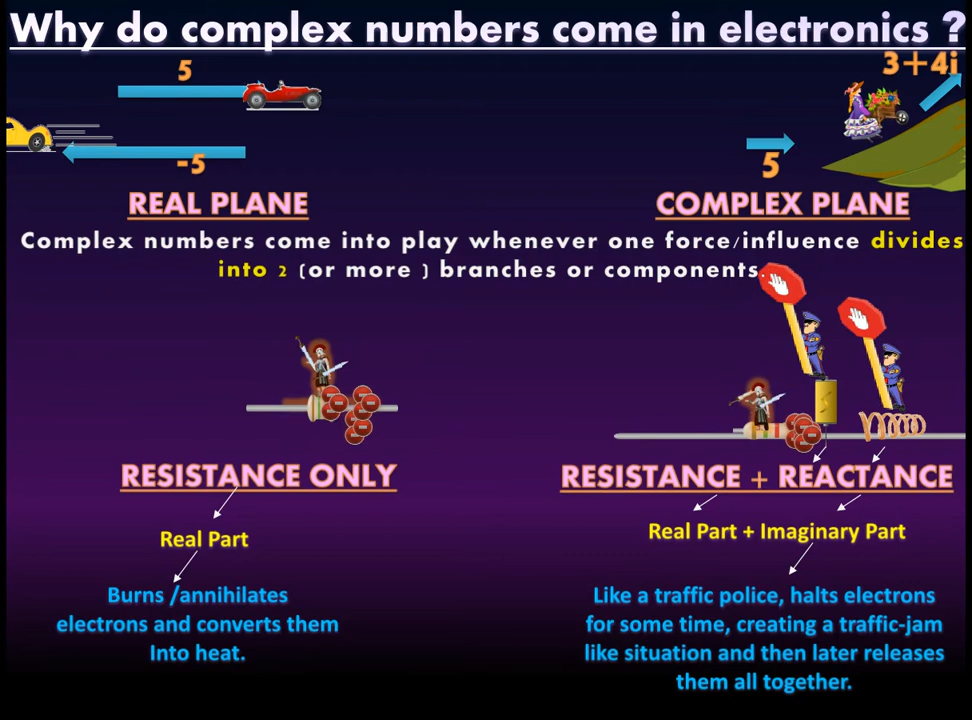 Why do complex numbers come in electronics ?
5
3+4i
-5
5
REAL PLANE
COMPLEX PLANE
Complex numbers come into play whenever one force/influence divides
into 2 (or more ) branches or components.
RESISTANCE ONLY
RESISTANCE + REACTANCE
Real Part
Real Part + Imaginary Part
Burns /annihilates
electrons and converts them
Into heat.
Like a traffic police, halts electrons
for some time, creating a traffic-jam
like situation and then later releases
them all together.